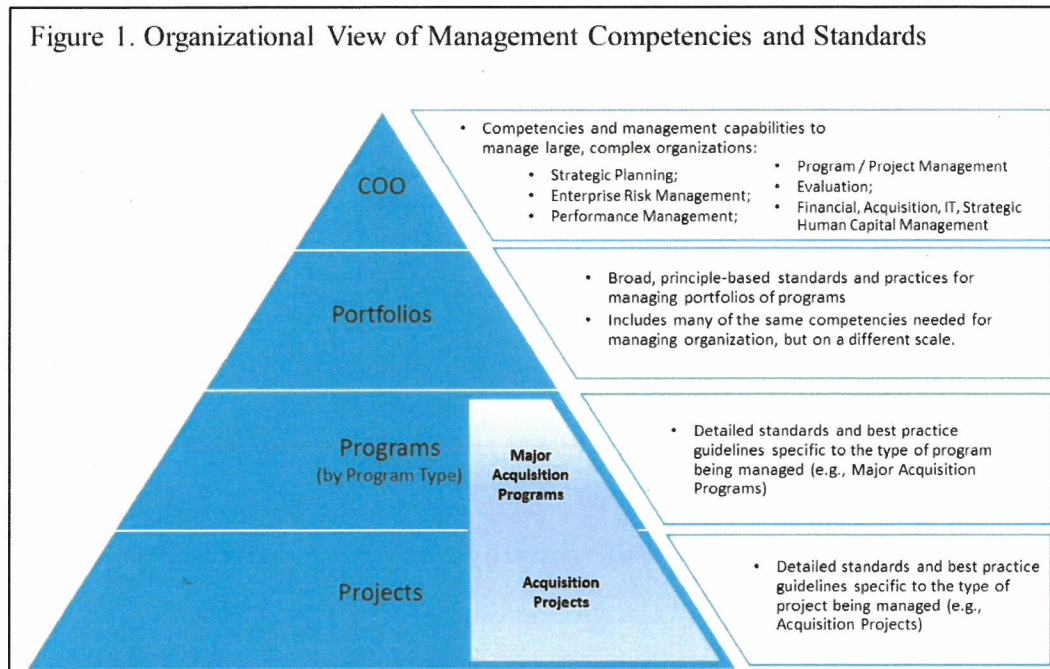 Figure 1. Organizational View of Management Competencies and Standards
COO
• Competencies and management capabilities to
manage large, complex organizations:
• Strategic Planning;
• Enterprise Risk Management;
• Performance Management;
• Program / Project Management
• Evaluation;
• Financial, Acquisition, IT, Strategic
Human Capital Management
Portfolios
• Broad, principle-based standards and practices for
managing portfolios of programs
• Includes many of the same competencies needed for
managing organization, but on a different scale.
Programs
(by Program Type)
Major
Acquisition
Programs
• Detailed standards and best practice
guidelines specific to the type of program
being managed (e.g., Major Acquisition
Programs)
Projects
Acquisition
Projects
• Detailed standards and best practice
guidelines specific to the type of
project being managed (e.g.,
Acquisition Projects)